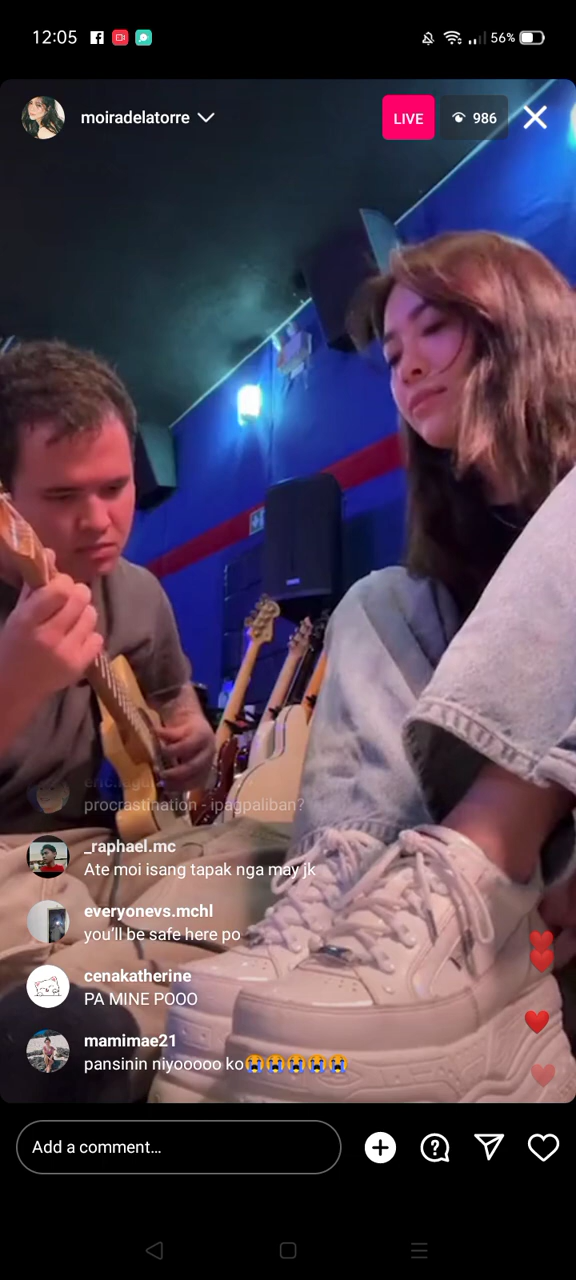 12:05
56%
moiradelatorre
LIVE
986
procrastination - ipagpaliban?
_raphael.mc
Ate moi isang tapak nga may jk
everyonevs.mchl
you'll be safe here po
cenakatherine
PA MINE POOO
mamimae21
pansinin niyooooo ko😭😭😭😭😭
Add a comment...